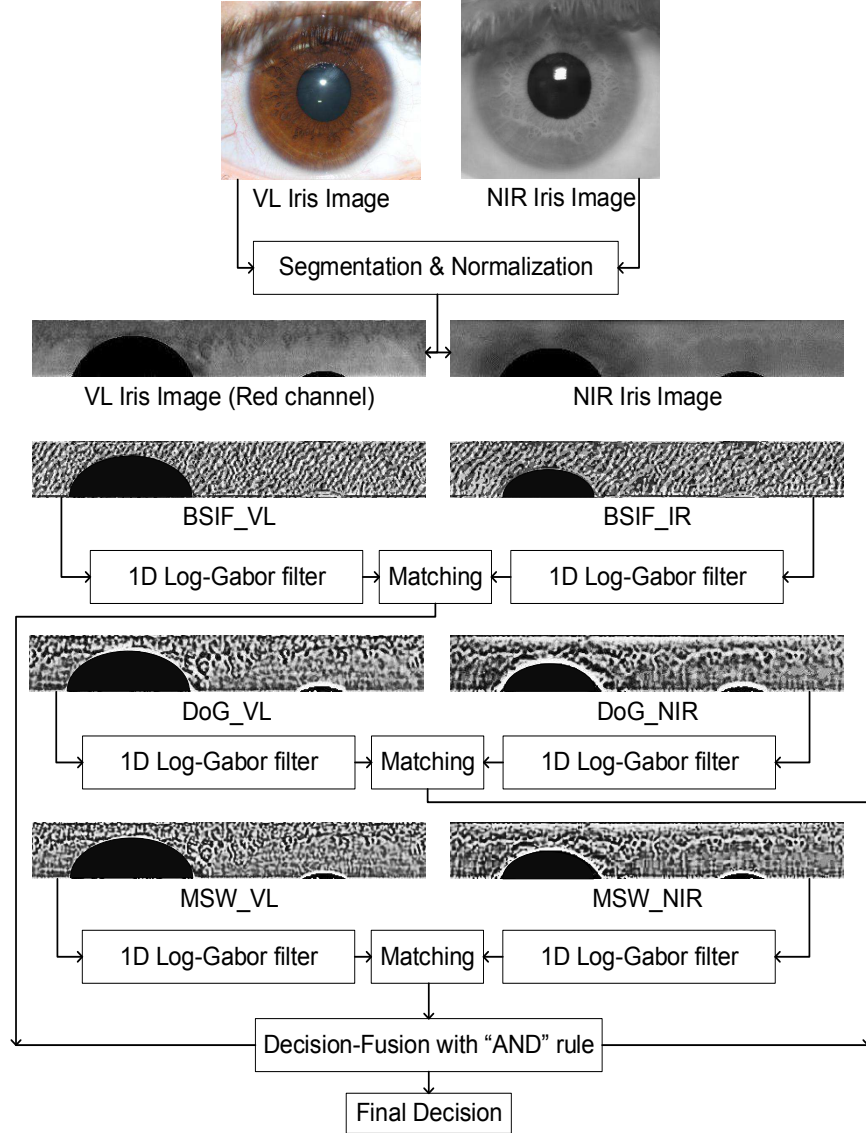 VL Iris Image
NIR Iris Image
Segmentation & Normalization
VL Iris Image (Red channel)
NIR Iris Image
BSIF_VL
BSIF_IR
1D Log-Gabor filter
Matching
1D Log-Gabor filter
DoG_VL
DoG_NIR
1D Log-Gabor filter
Matching
1D Log-Gabor filter
MSW_VL
MSW_NIR
1D Log-Gabor filter
Matching
1D Log-Gabor filter
Decision-Fusion with “AND” rule
Final Decision